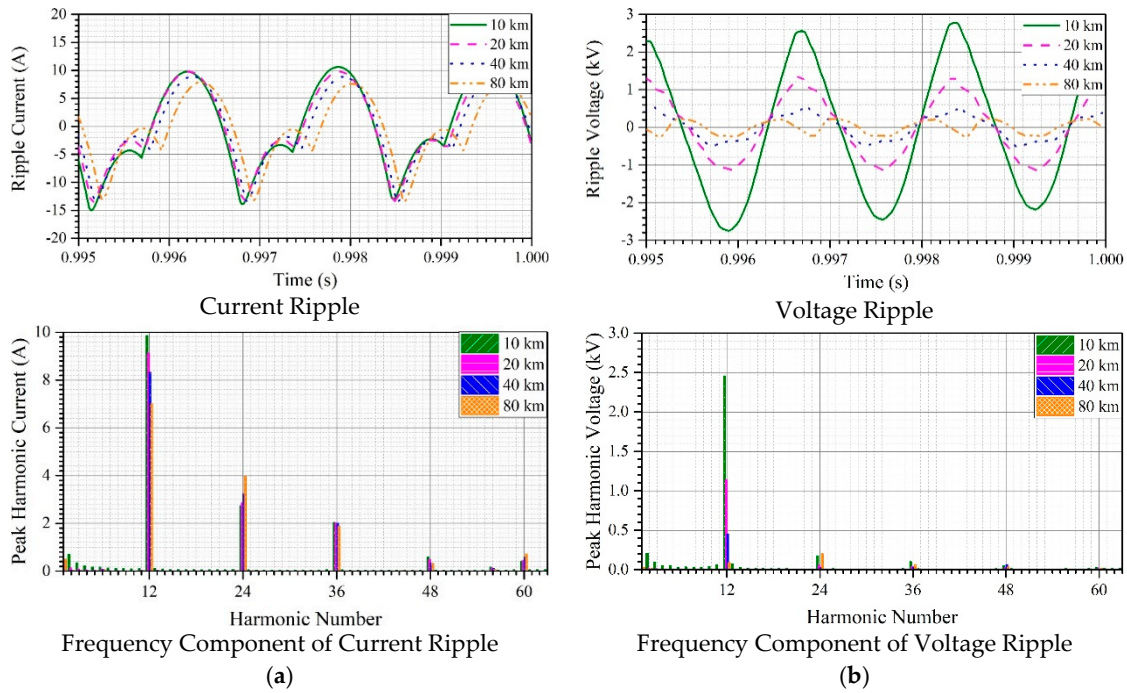 Ripple Current (A)
25
20
15
10
5
0
-5
-10
-15
-20
10 km
20 km
40 km
80 km
0.995
0.996
0.997
0.998
0.999
1.000
Time (s)
Current Ripple
Ripple Voltage (kV)
3
2
1
0
-1
-2
-3
10 km
20 km
40 km
80 km
0.995
0.996
0.997
0.998
0.999
1.000
Time (s)
Voltage Ripple
Peak Harmonic Current (A)
10
8
6
4
2
0
10 km
20 km
40 km
80 km
12
24
36
48
60
Harmonic Number
Frequency Component of Current Ripple
(a)
Peak Harmonic Voltage (kV)
3.0
2.5
2.0
1.5
1.0
0.5
0.0
10 km
20 km
40 km
80 km
12
24
36
48
60
Harmonic Number
Frequency Component of Voltage Ripple
(b)